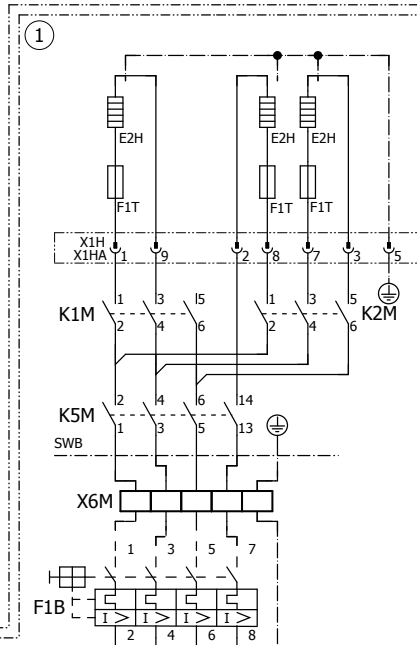 1
E2H E2H E2H
F1T F1T F1T
X1H
X1HA 1 9 2 8 7 3 5
1 3 5 1 3 5
K1M K2M
2 4 6 2 4 6
2 4 6 14
K5M
1 3 5 13
SWB
X6M
1 3 5 7
F1B
I > I > I > I >
2 4 6 8